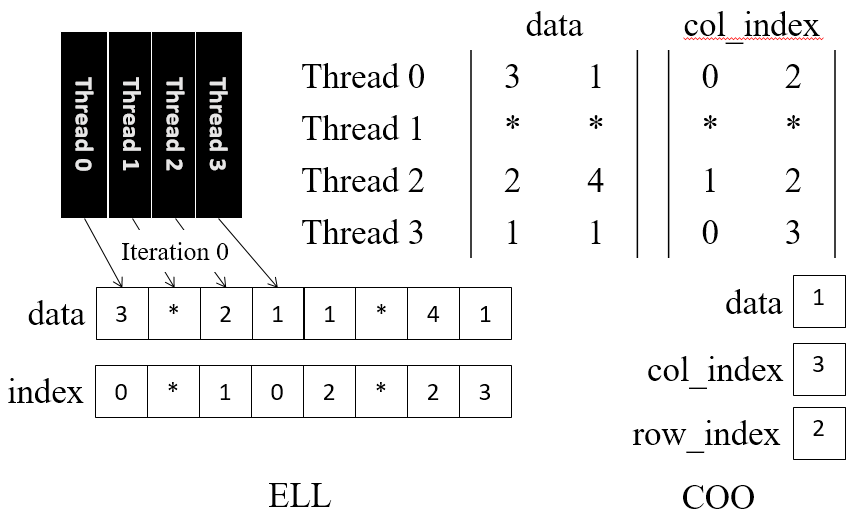 Thread 0
Thread 1
Thread 2
Thread 3
Iteration 0
data col_index
Thread 0 3 1 0 2
Thread 1 * * * *
Thread 2 2 4 1 2
Thread 3 1 1 0 3
data 3 * 2 1 1 * 4 1
index 0 * 1 0 2 * 2 3
data 1
col_index 3
row_index 2
ELL
COO